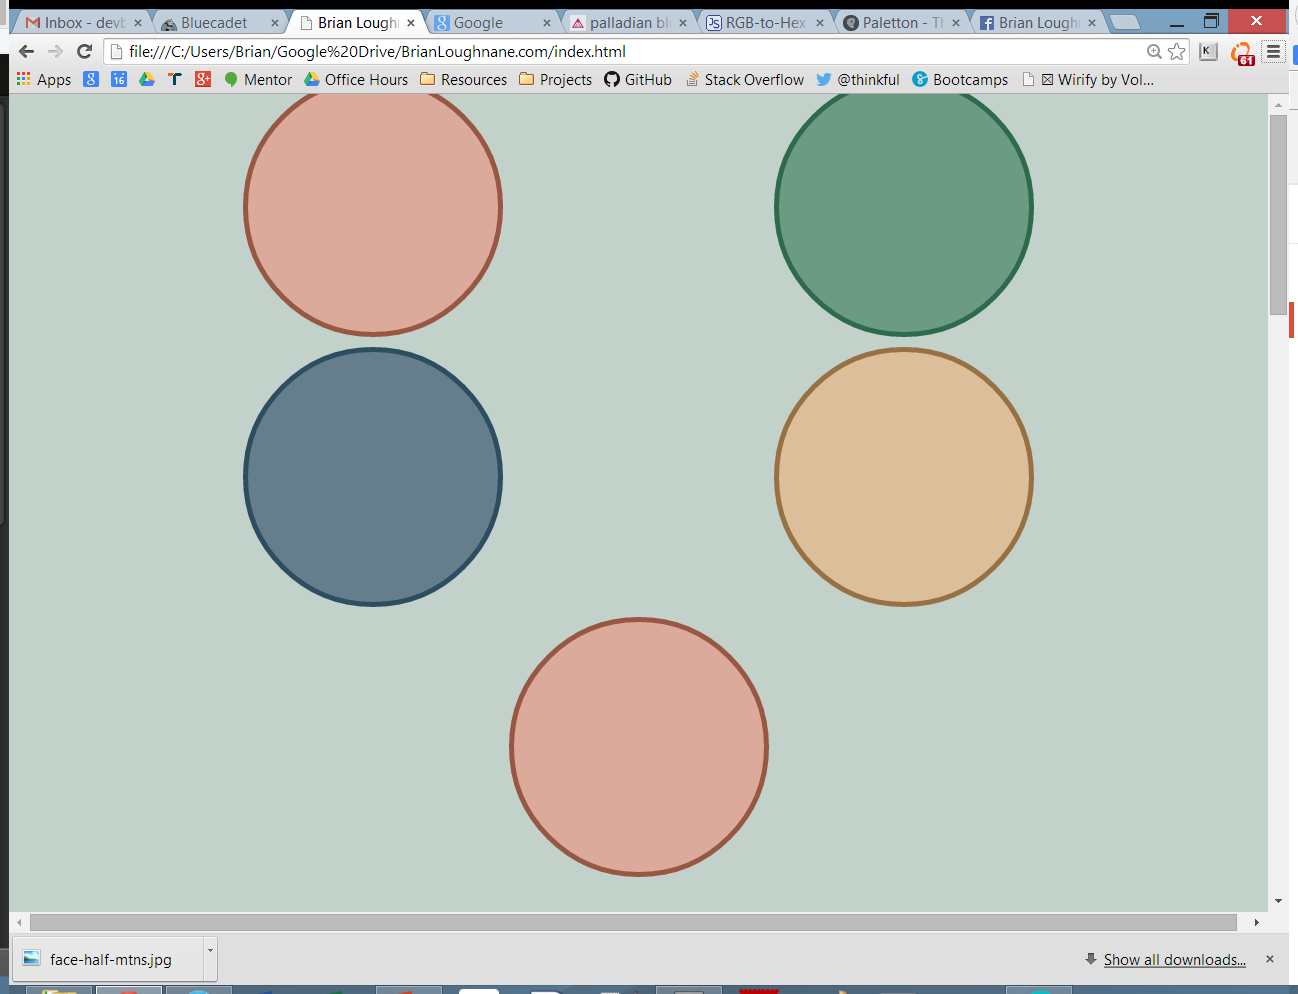 Inbox - devb
Bluecadet
Brian Loughn
Google
palladian bl
RGB-to-Hex
Paletton - Th
Brian Lough
file:///C:/Users/Brian/Google%20Drive/BrianLoughnane.com/index.html
61
Apps
16
Mentor
Office Hours
Resources
Projects
GitHub
Stack Overflow
@thinkful
Bootcamps
Wirify by Vol...
face-half-mtns.jpg
Show all downloads...